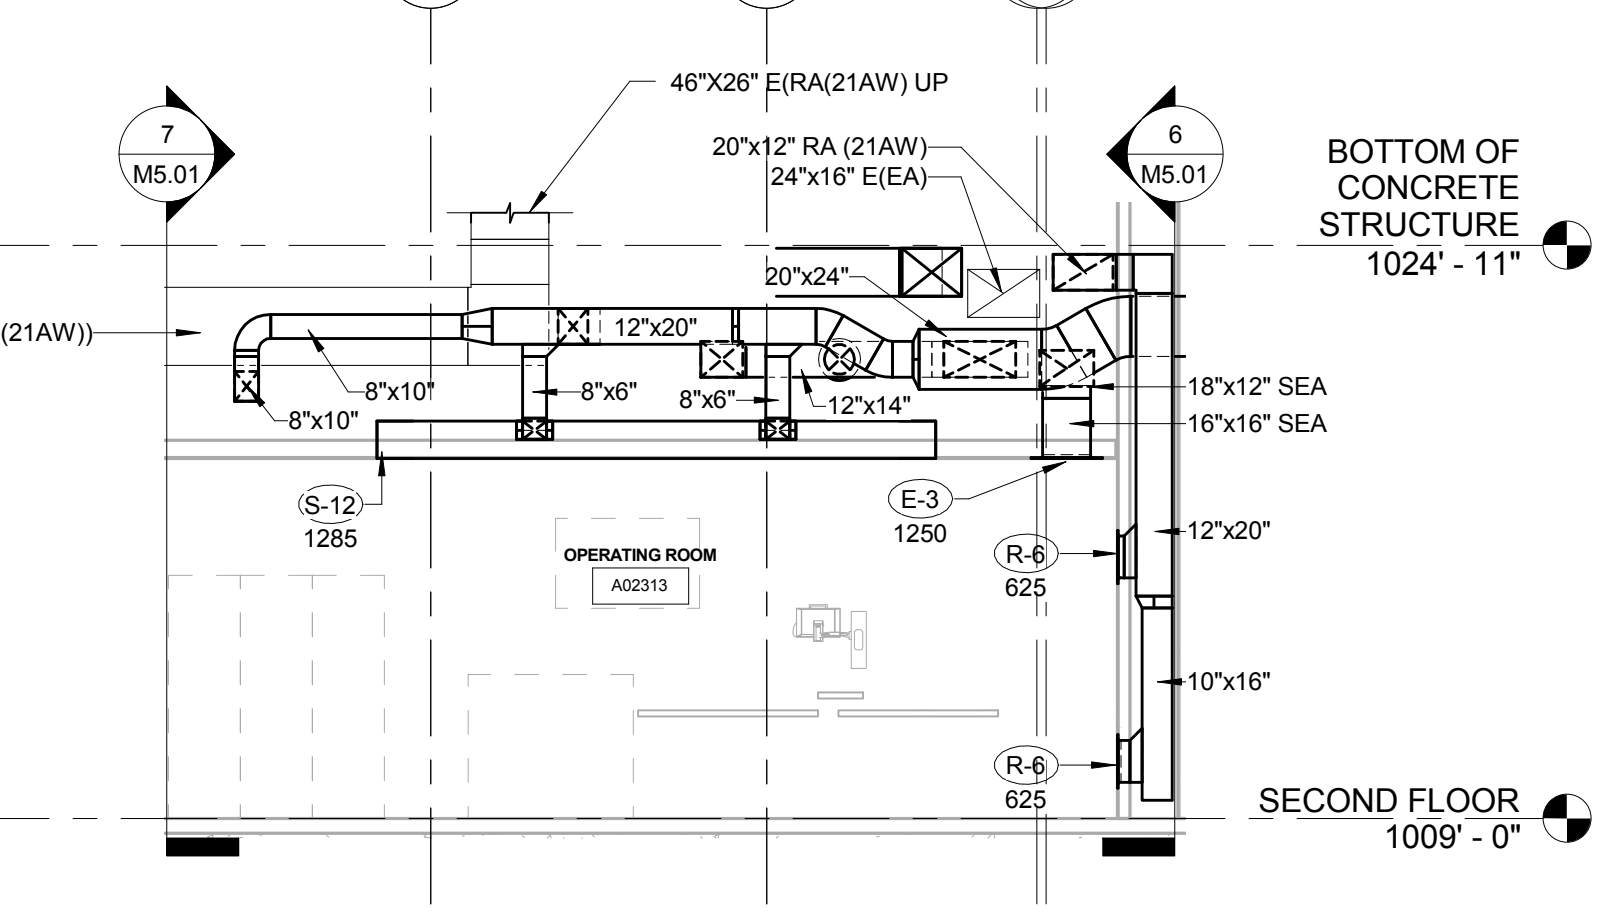 46"X26" E(RA(21AW) UP
7
M5.01
20"x12" RA (21AW)
24"x16" E(EA)
6
M5.01
BOTTOM OF
CONCRETE
STRUCTURE
1024' - 11"
20"x24"
(21AW))
12"x20"
8"x10"
8"x10"
8"x6"
8"x6"
12"x14"
18"x12" SEA
16"x16" SEA
S-12
1285
E-3
1250
OPERATING ROOM
A02313
R-6
625
12"x20"
10"x16"
R-6
625
SECOND FLOOR
1009' - 0"